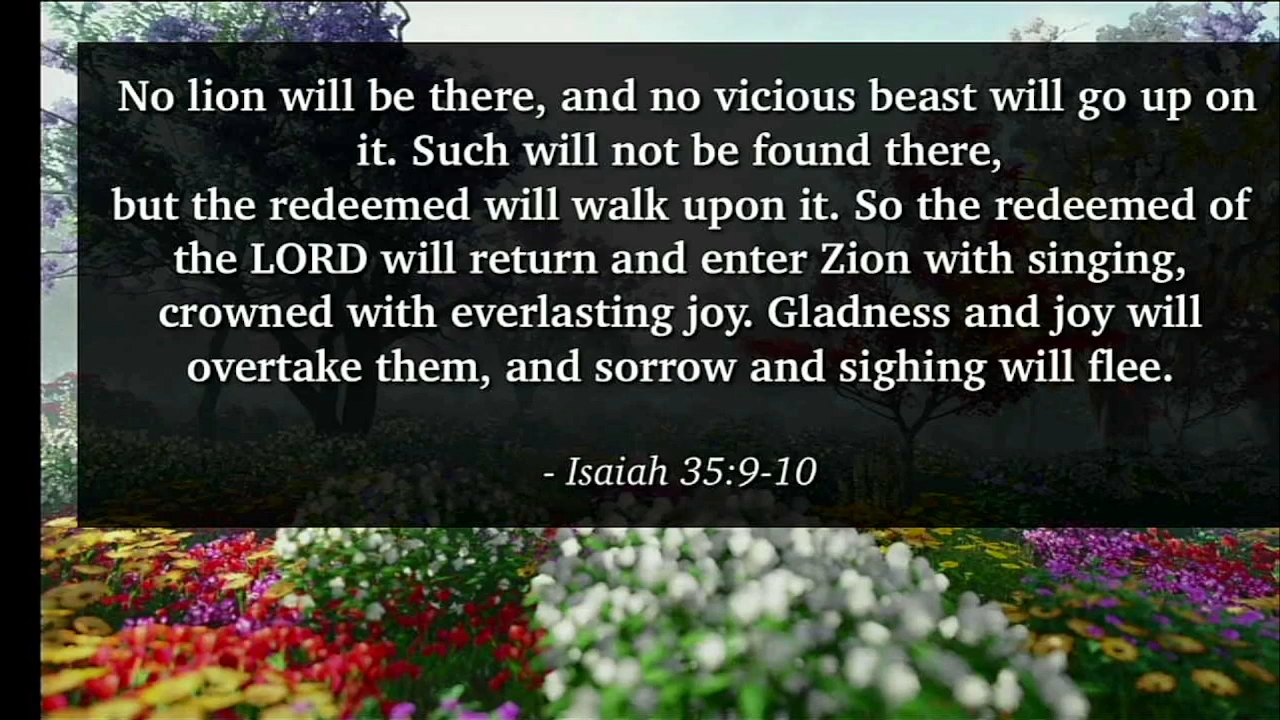 No lion will be there, and no vicious beast will go up on
it. Such will not be found there,
but the redeemed will walk upon it. So the redeemed of
the LORD will return and enter Zion with singing,
crowned with everlasting joy. Gladness and joy will
overtake them, and sorrow and sighing will flee.
- Isaiah 35:9-10